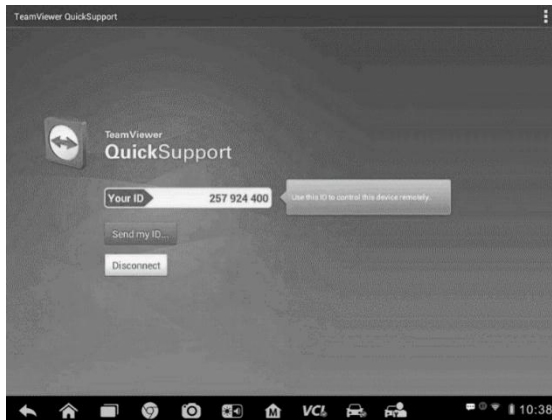 TeamViewer QuickSupport
TeamViewer
QuickSupport
Your ID 257 924 400
Use this ID to control this device remotely.
Send my ID...
Disconnect
VCI
10:38